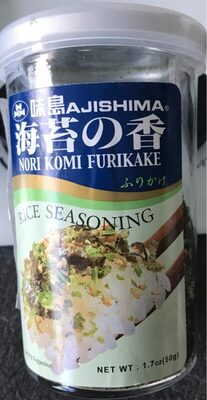 味島AJISHIMA®
海苔の香
NORI KOMI FURIKAKE
ふりかけ
RICE SEASONING
Suggestion
NET WT. 1.7oz(50g)